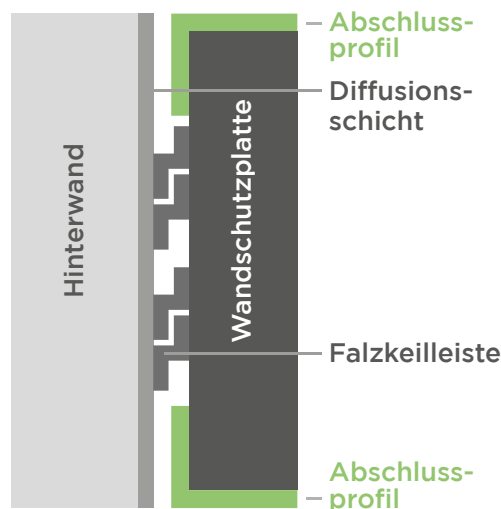 Abschluss-
profil
Diffusions-
schicht
Hinterwand
Wandschutzplatte
Falzkeilleiste
Abschluss-
profil